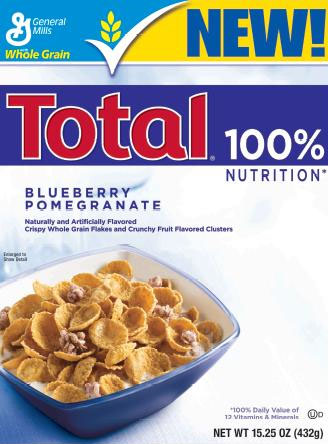 General
Mills
Whole Grain
NEW!
Total®
100%
NUTRITION*
BLUEBERRY
POMEGRANATE
Naturally and Artificially Flavored
Crispy Whole Grain Flakes and Crunchy Fruit Flavored Clusters
Enlarged to
Show Detail
*100% Daily Value of
12 Vitamins & Minerals
U D
NET WT 15.25 OZ (432g)